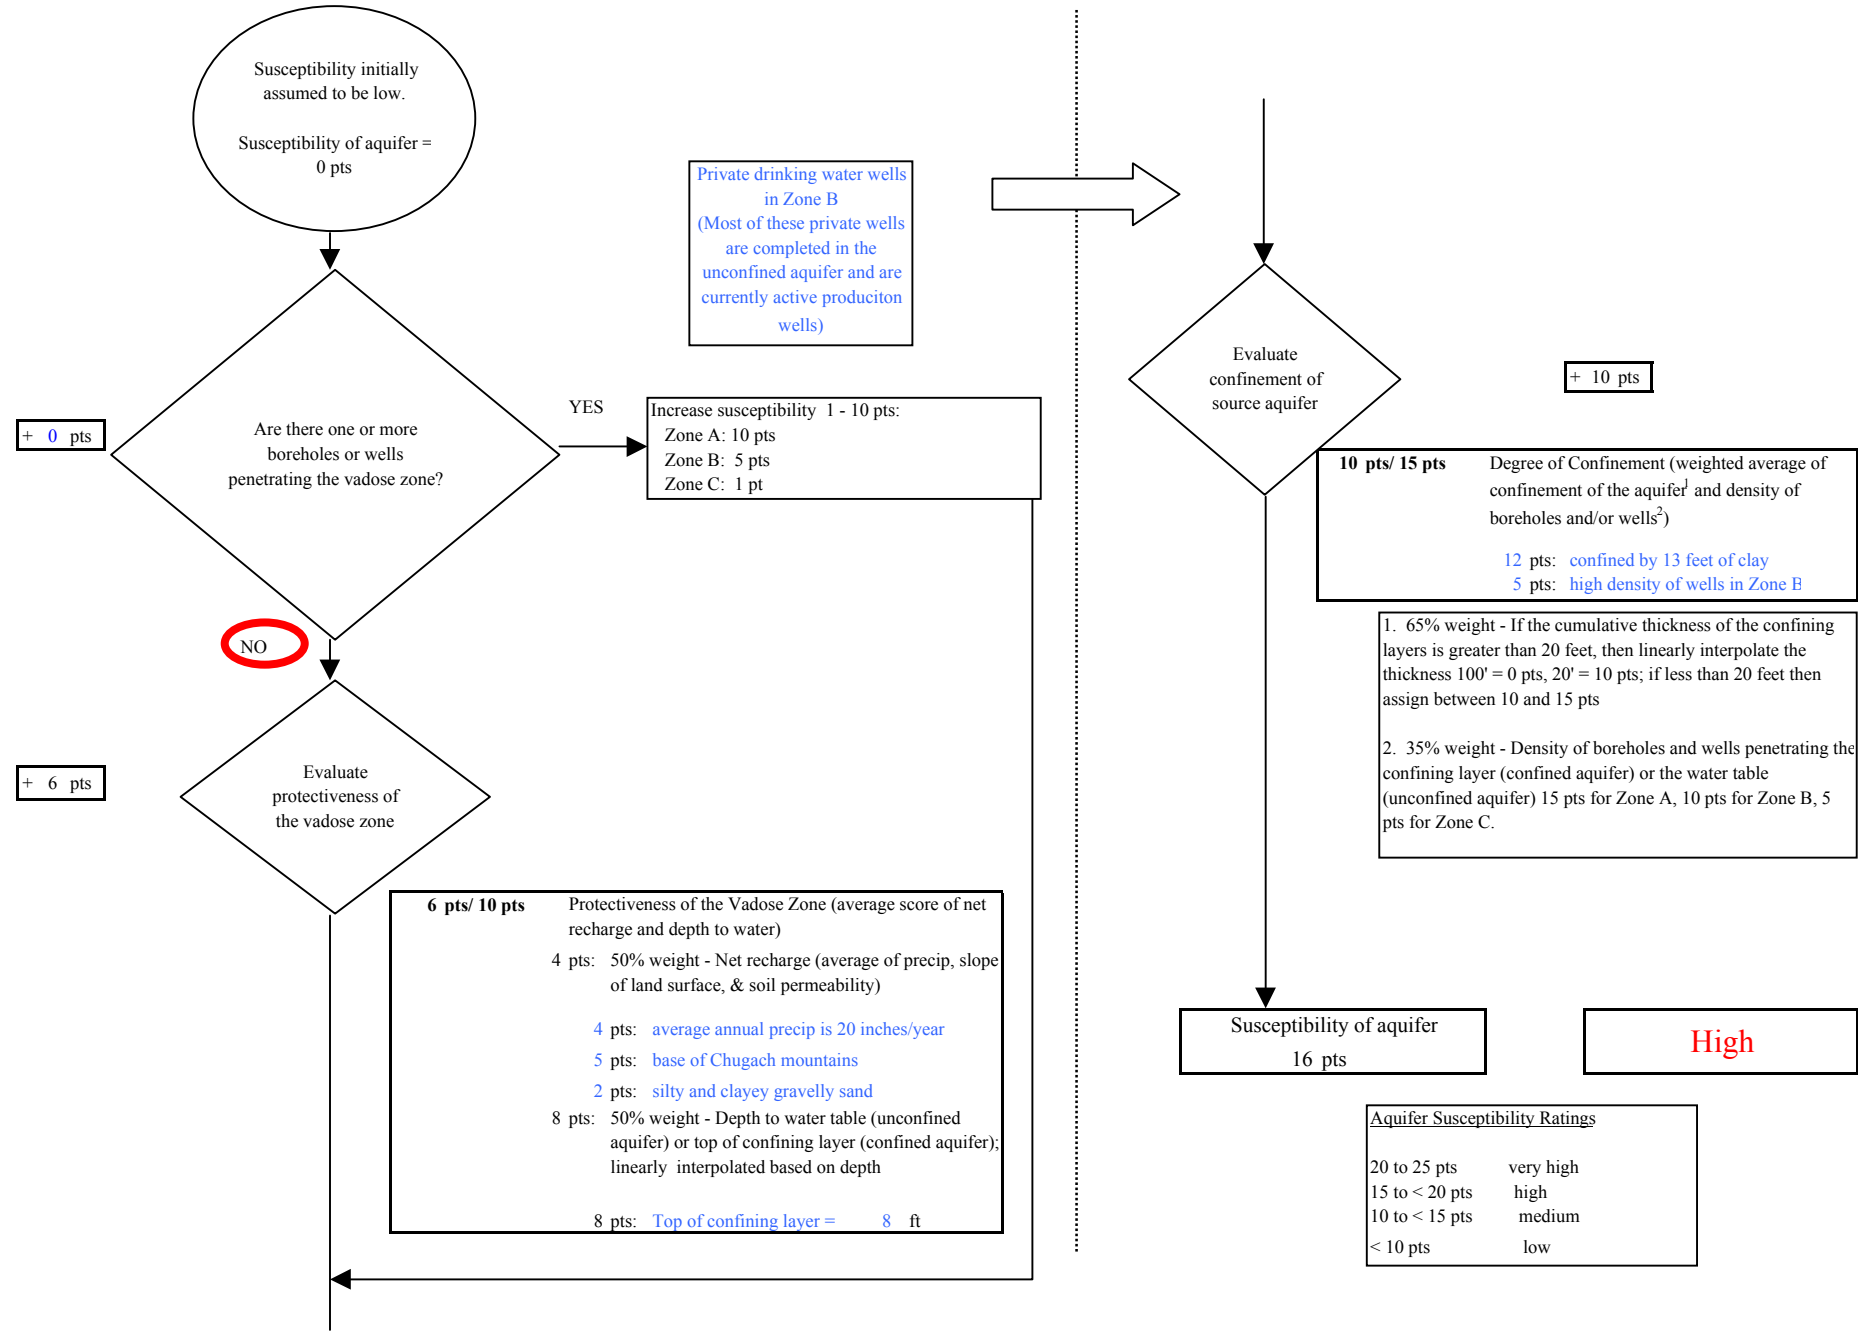 Susceptibility initially
assumed to be low.
Susceptibility of aquifer =
0 pts
Private drinking water wells
in Zone B
(Most of these private wells
are completed in the
unconfined aquifer and are
currently active produciton
wells)
+ 0 pts
Are there one or more
boreholes or wells
penetrating the vadose zone?
YES
Increase susceptibility 1 - 10 pts:
Zone A: 10 pts
Zone B: 5 pts
Zone C: 1 pt
NO
+ 6 pts
Evaluate
protectiveness of
the vadose zone
6 pts/ 10 pts Protectiveness of the Vadose Zone (average score of net
recharge and depth to water)
4 pts: 50% weight - Net recharge (average of precip, slope
of land surface, & soil permeability)
4 pts: average annual precip is 20 inches/year
5 pts: base of Chugach mountains
2 pts: silty and clayey gravelly sand
8 pts: 50% weight - Depth to water table (unconfined
aquifer) or top of confining layer (confined aquifer);
linearly interpolated based on depth
8 pts: Top of confining layer = 8 ft
Evaluate
confinement of
source aquifer
+ 10 pts
10 pts/ 15 pts Degree of Confinement (weighted average of
confinement of the aquifer1 and density of
boreholes and/or wells2)
12 pts: confined by 13 feet of clay
5 pts: high density of wells in Zone B
1. 65% weight - If the cumulative thickness of the confining
layers is greater than 20 feet, then linearly interpolate the
thickness 100' = 0 pts, 20' = 10 pts; if less than 20 feet then
assign between 10 and 15 pts
2. 35% weight - Density of boreholes and wells penetrating the
confining layer (confined aquifer) or the water table
(unconfined aquifer) 15 pts for Zone A, 10 pts for Zone B, 5
pts for Zone C.
Susceptibility of aquifer
16 pts
High
Aquifer Susceptibility Ratings
20 to 25 pts very high
15 to < 20 pts high
10 to < 15 pts medium
< 10 pts low